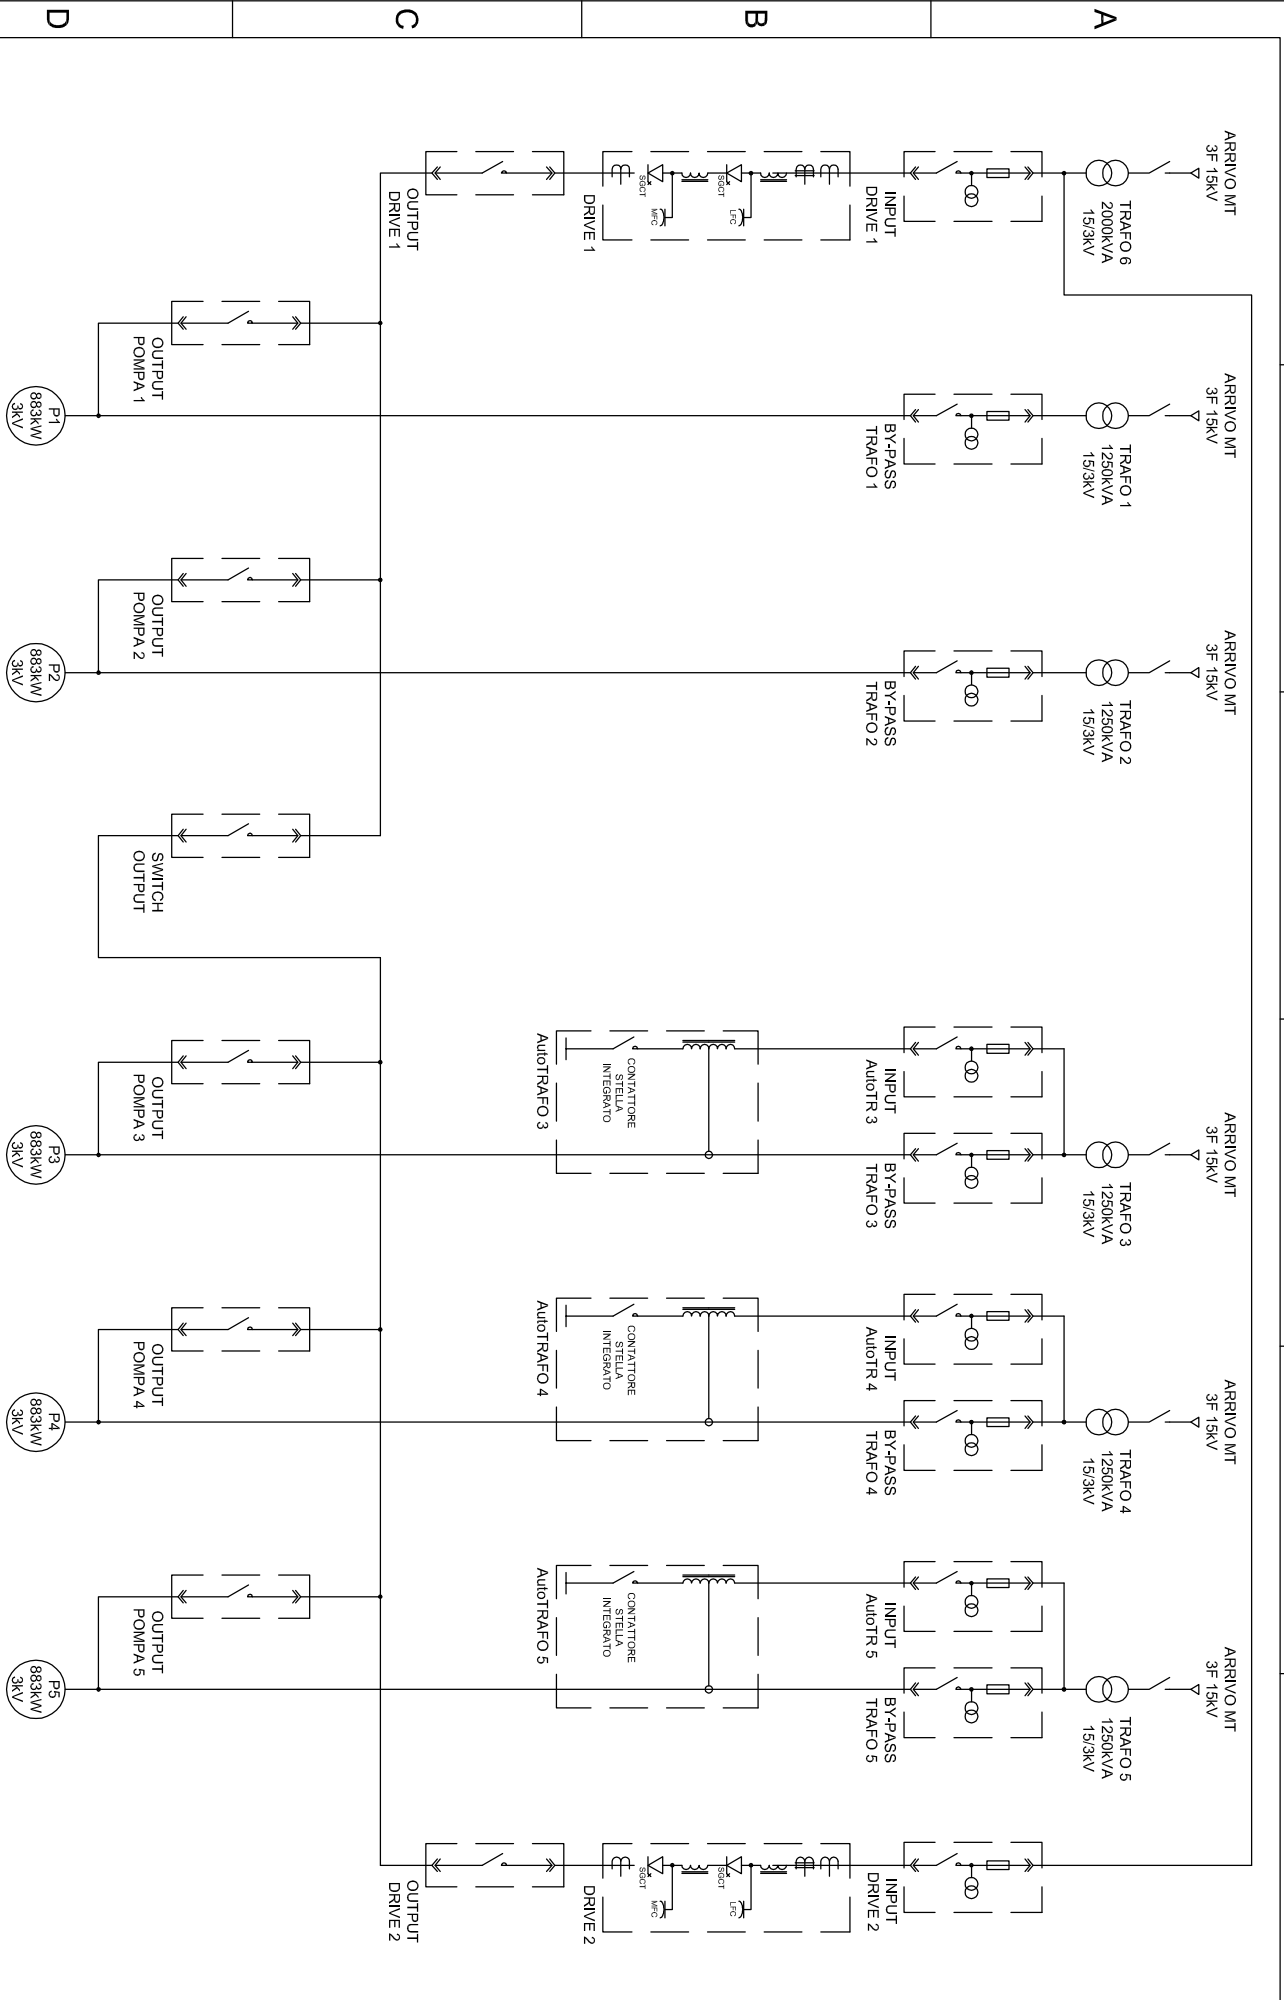 A
B
C
D
ARRIVO MT
3F 15kV
TRAFO 6
2000kVA
15/3kV
INPUT
DRIVE 1
LFC
SGCT
MFC
SGCT
DRIVE 1
OUTPUT
DRIVE 1
ARRIVO MT
3F 15kV
TRAFO 1
1250kVA
15/3kV
BY-PASS
TRAFO 1
OUTPUT
POMPA 1
P1
883kW
3kV
ARRIVO MT
3F 15kV
TRAFO 2
1250kVA
15/3kV
BY-PASS
TRAFO 2
OUTPUT
POMPA 2
P2
883kW
3kV
SWITCH
OUTPUT
ARRIVO MT
3F 15kV
TRAFO 3
1250kVA
15/3kV
INPUT
AutoTR 3
BY-PASS
TRAFO 3
CONTATTORE
STELLA
INTEGRATO
AutoTRAFO 3
OUTPUT
POMPA 3
P3
883kW
3kV
ARRIVO MT
3F 15kV
TRAFO 4
1250kVA
15/3kV
INPUT
AutoTR 4
BY-PASS
TRAFO 4
CONTATTORE
STELLA
INTEGRATO
AutoTRAFO 4
OUTPUT
POMPA 4
P4
883kW
3kV
ARRIVO MT
3F 15kV
TRAFO 5
1250kVA
15/3kV
INPUT
AutoTR 5
BY-PASS
TRAFO 5
CONTATTORE
STELLA
INTEGRATO
AutoTRAFO 5
OUTPUT
POMPA 5
P5
883kW
3kV
INPUT
DRIVE 2
LFC
SGCT
MFC
SGCT
DRIVE 2
OUTPUT
DRIVE 2